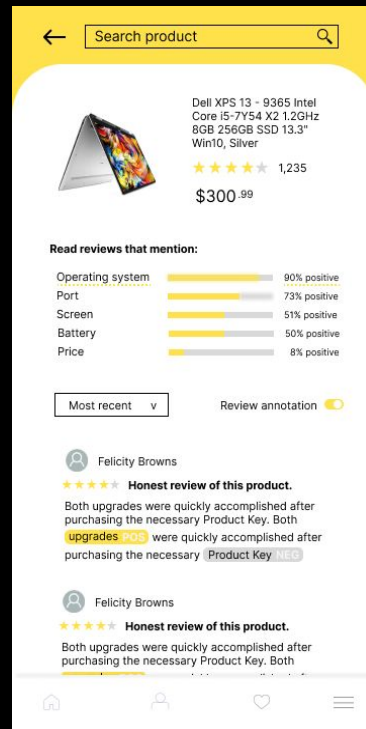 Search product
Dell XPS 13 - 9365 Intel
Core i5-7Y54 X2 1.2GHz
8GB 256GB SSD 13.3"
Win10, Silver
1,235
$300.99
Read reviews that mention:
Operating system 90% positive
Port 73% positive
Screen 51% positive
Battery 50% positive
Price 8% positive
Most recent v Review annotation
Felicity Browns
Honest review of this product.
Both upgrades were quickly accomplished after
purchasing the necessary Product Key. Both
upgrades POS were quickly accomplished after
purchasing the necessary Product Key NEG
Felicity Browns
Honest review of this product.
Both upgrades were quickly accomplished after
purchasing the necessary Product Key. Both